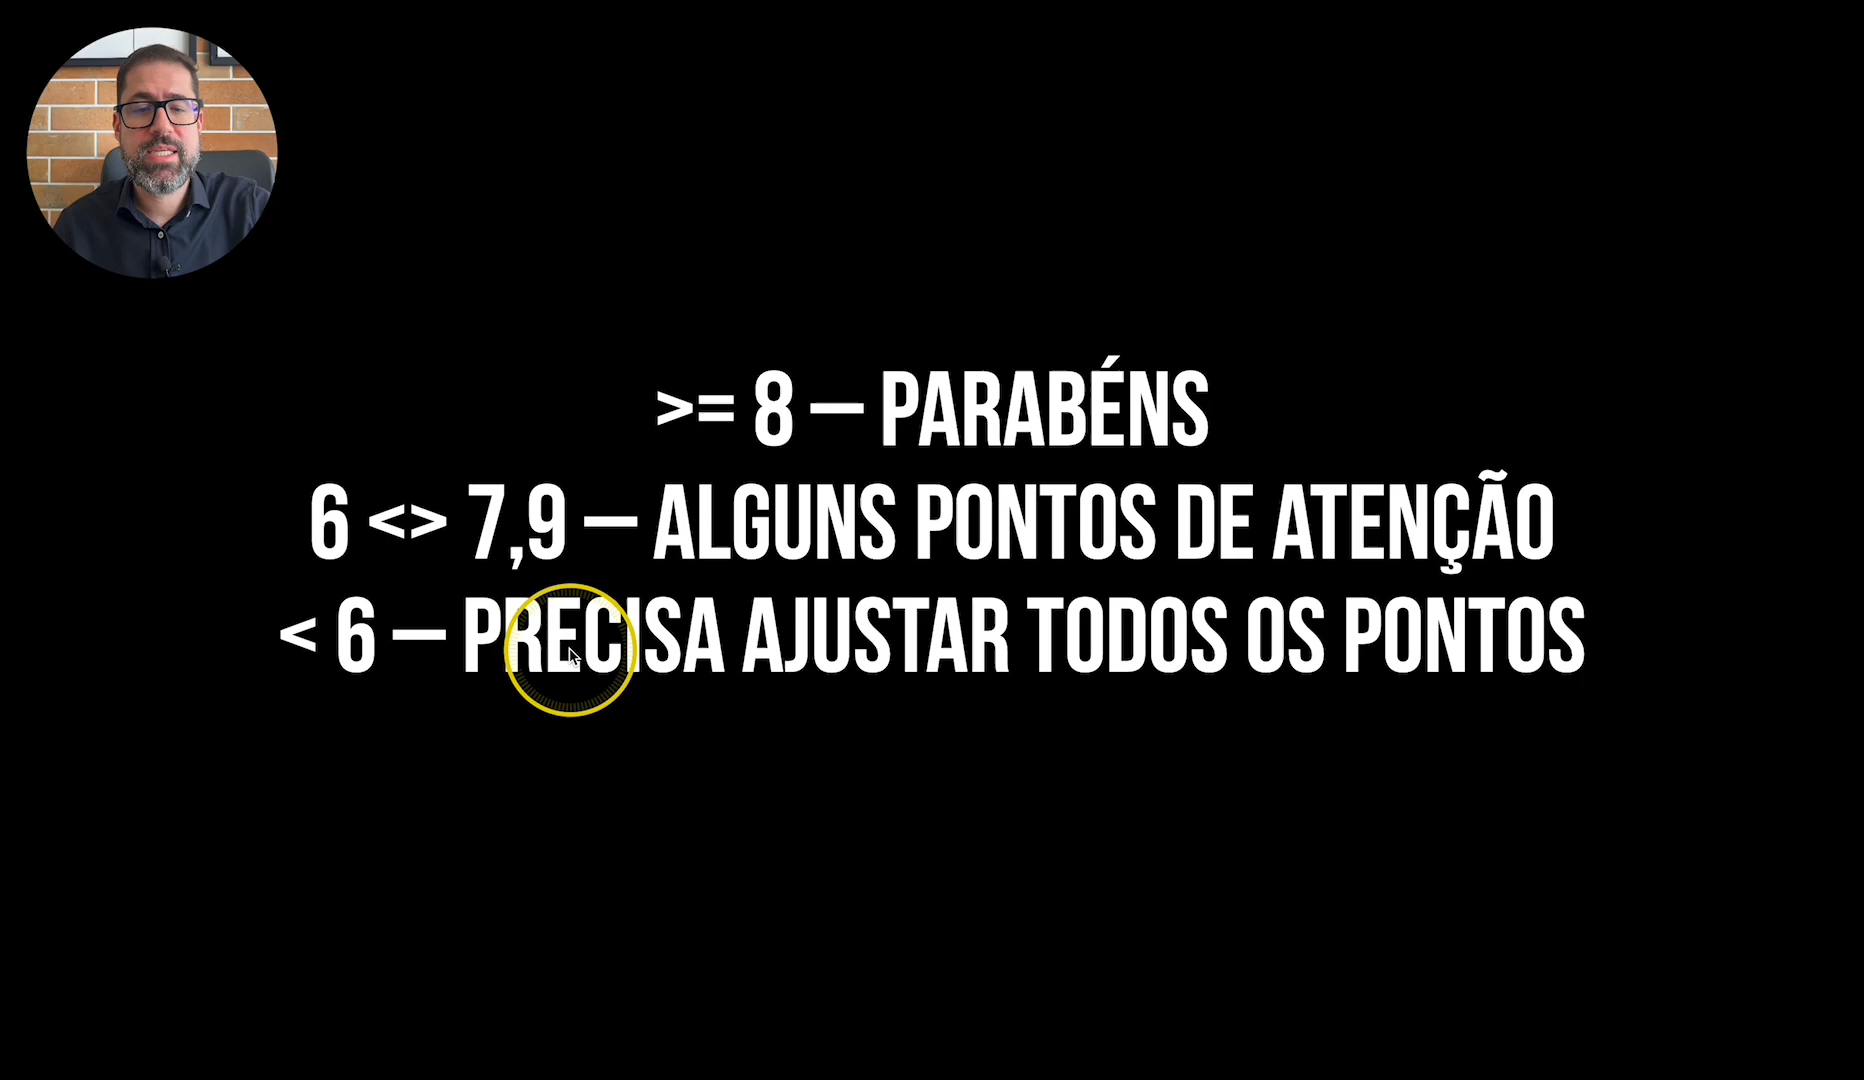 >= 8 – PARABÉNS
6 <> 7,9 – ALGUNS PONTOS DE ATENÇÃO
< 6 – PRECISA AJUSTAR TODOS OS PONTOS